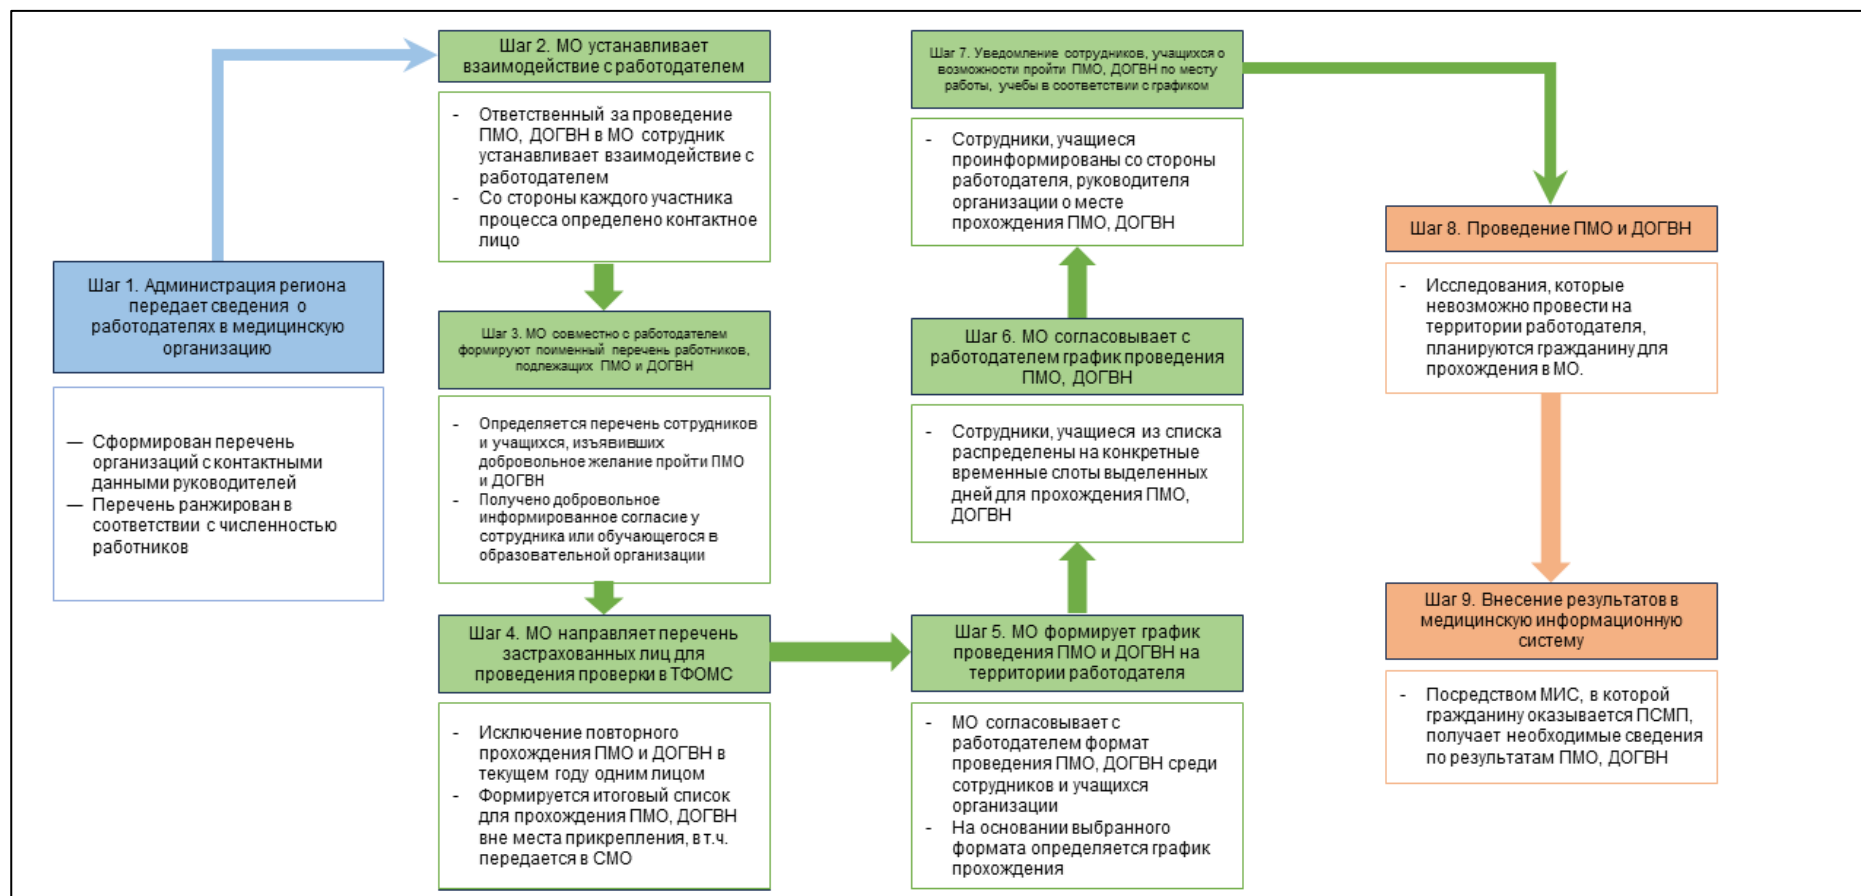 Шаг 1. Администрация региона
передает сведения о
работодателях в медицинскую
организацию
— Сформирован перечень
организаций с контактными
данными руководителей
— Перечень ранжирован в
соответствии с численностью
работников
Шаг 2. МО устанавливает
взаимодействие с работодателем
- Ответственный за проведение
ПМО, ДОГВН в МО сотрудник
устанавливает взаимодействие с
работодателем
- Со стороны каждого участника
процесса определено контактное
лицо
Шаг 3. МО совместно с работодателем
формируют поименный перечень работников,
подлежащих ПМО и ДОГВН
- Определяется перечень сотрудников
и учащихся, изъявивших
добровольное желание пройти ПМО
и ДОГВН
- Получено добровольное
информированное согласие у
сотрудника или обучающегося в
образовательной организации
Шаг 4. МО направляет перечень
застрахованных лиц для
проведения проверки в ТФОМС
- Исключение повторного
прохождения ПМО и ДОГВН в
текущем году одним лицом
- Формируется итоговый список
для прохождения ПМО, ДОГВН
вне места прикрепления, в т.ч.
передается в СМО
Шаг 5. МО формирует график
проведения ПМО и ДОГВН на
территории работодателя
- МО согласовывает с
работодателем формат
проведения ПМО, ДОГВН среди
сотрудников и учащихся
организации
- На основании выбранного
формата определяется график
прохождения
Шаг 6. МО согласовывает с
работодателем график проведения
ПМО, ДОГВН
- Сотрудники, учащиеся из списка
распределены на конкретные
временные слоты выделенных
дней для прохождения ПМО,
ДОГВН
Шаг 7. Уведомление сотрудников, учащихся о
возможности пройти ПМО, ДОГВН по месту
работы, учебы в соответствии с графиком
- Сотрудники, учащиеся
проинформированы со стороны
работодателя, руководителя
организации о месте
прохождения ПМО, ДОГВН
Шаг 8. Проведение ПМО и ДОГВН
- Исследования, которые
невозможно провести на
территории работодателя,
планируются гражданину для
прохождения в МО.
Шаг 9. Внесение результатов в
медицинскую информационную
систему
- Посредством МИС, в которой
гражданину оказывается ПСМП,
получает необходимые сведения
по результатам ПМО, ДОГВН